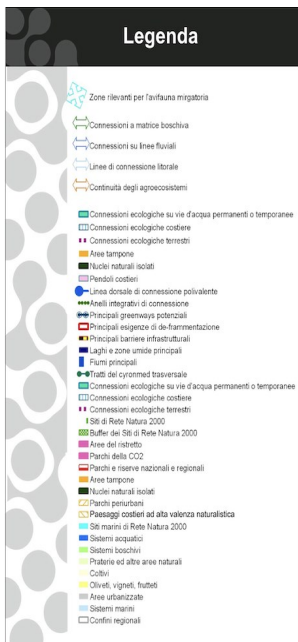 Legenda
Zone rilevanti per l'avifauna mirgatoria
Connessioni a matrice boschiva
Connessioni su linee fluviali
Linee di connessione litorale
Continuità degli agroecosistemi
Connessioni ecologiche su vie d'acqua permanenti o temporanee
Connessioni ecologiche costiere
Connessioni ecologiche terrestri
Aree tampone
Nuclei naturali isolati
Pendoli costieri
Linea dorsale di connessione polivalente
Anelli integrativi di connessione
Principali greenways potenziali
Principali esigenze di de-frammentazione
Principali barriere infrastrutturali
Laghi e zone umide principali
Fiumi principali
Tratti del cyronmed trasversale
Connessioni ecologiche su vie d'acqua permanenti o temporanee
Connessioni ecologiche costiere
Connessioni ecologiche terrestri
Siti di Rete Natura 2000
Buffer dei Siti di Rete Natura 2000
Aree del ristretto
Parchi della CO2
Parchi e riserve nazionali e regionali
Aree tampone
Nuclei naturali isolati
Parchi periurbani
Paesaggi costieri ad alta valenza naturalistica
Siti marini di Rete Natura 2000
Sistemi acquatici
Sistemi boschivi
Praterie ed altre aree naturali
Coltivi
Oliveti, vigneti, frutteti
Aree urbanizzate
Sistemi marini
Confini regionali